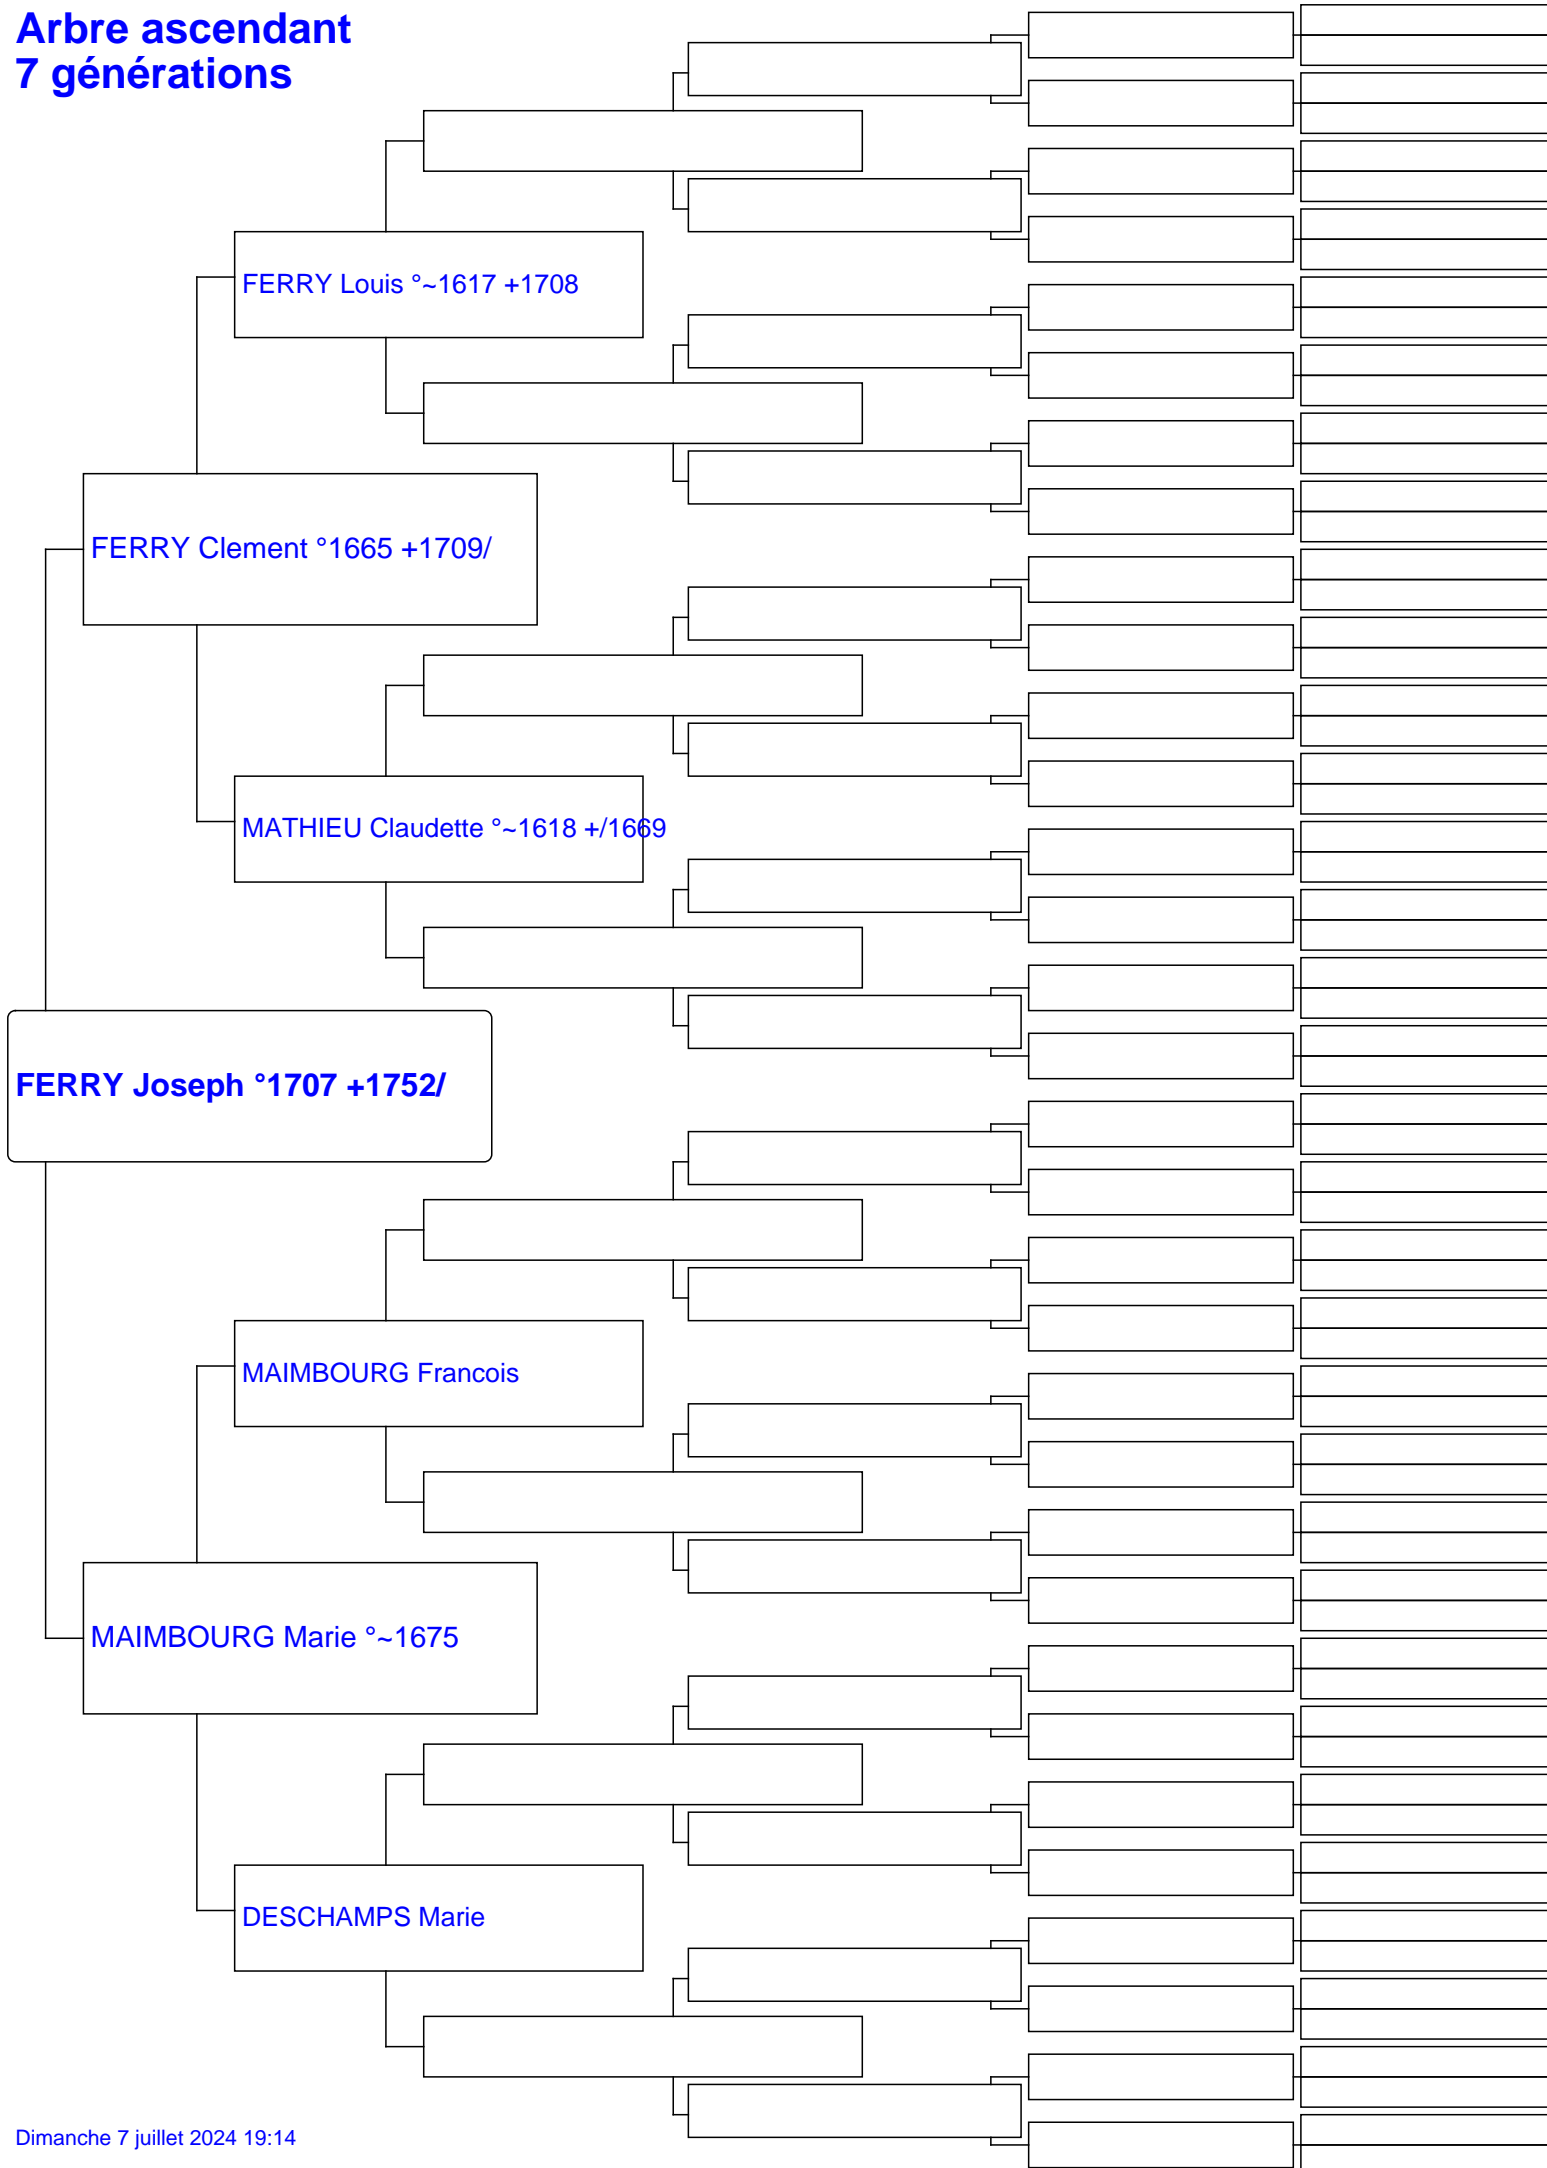 Arbre ascendant
7 générations
FERRY Louis °~1617 +1708
FERRY Clement °1665 +1709/
MATHIEU Claudette °~1618 +/1669
FERRY Joseph °1707 +1752/
MAIMBOURG Francois
MAIMBOURG Marie °~1675
DESCHAMPS Marie
Dimanche 7 juillet 2024 19:14